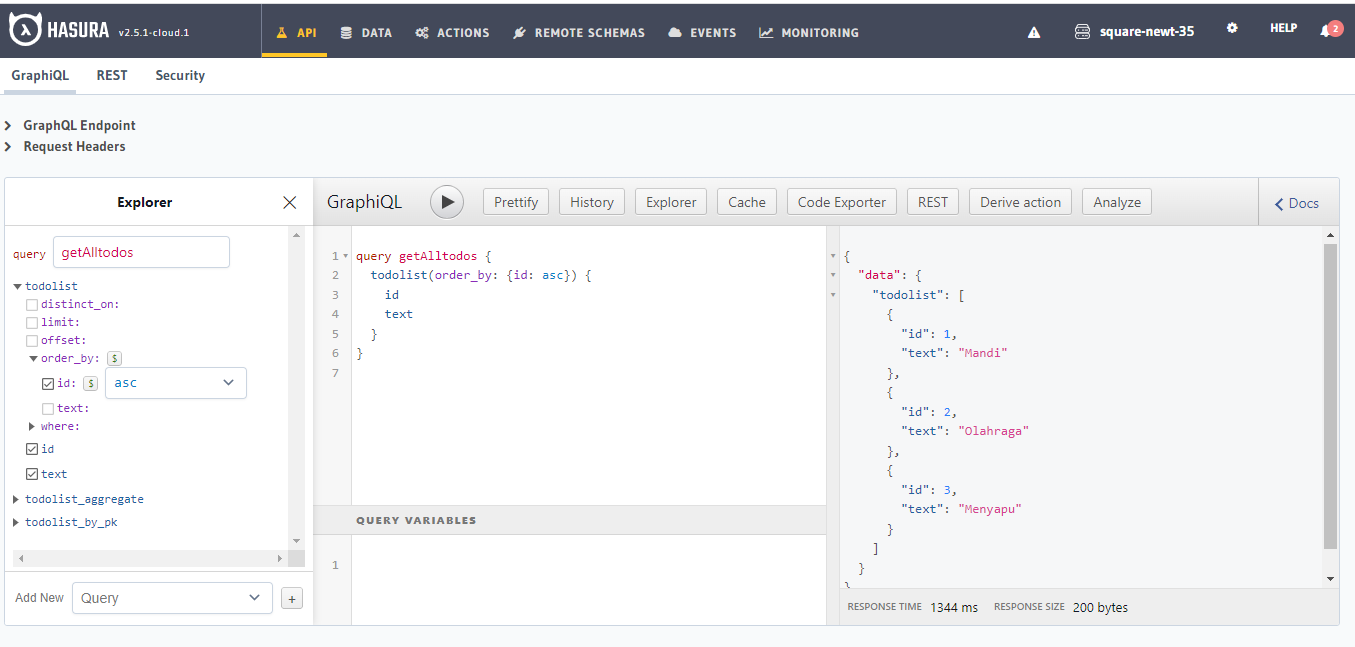 HASURA v2.5.1-cloud.1 API DATA ACTIONS REMOTE SCHEMAS EVENTS MONITORING square-newt-35 HELP 2
GraphiQL REST Security
GraphQL Endpoint
Request Headers
Explorer
query getAlltodos
todolist
distinct_on:
limit:
offset:
order_by: $
id: $ asc
text:
where:
id
text
todolist_aggregate
todolist_by_pk
Add New Query +
GraphiQL Prettify History Explorer Cache Code Exporter REST Derive action Analyze Docs
1 query getAlltodos {
2 todolist(order_by: {id: asc}) {
3 id
4 text
5 }
6 }
7
QUERY VARIABLES
1
{
"data": {
"todolist": [
{
"id": 1,
"text": "Mandi"
},
{
"id": 2,
"text": "Olahraga"
},
{
"id": 3,
"text": "Menyapu"
}
]
}
}
RESPONSE TIME 1344 ms RESPONSE SIZE 200 bytes